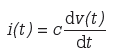 i(t) = c dv(t)/dt